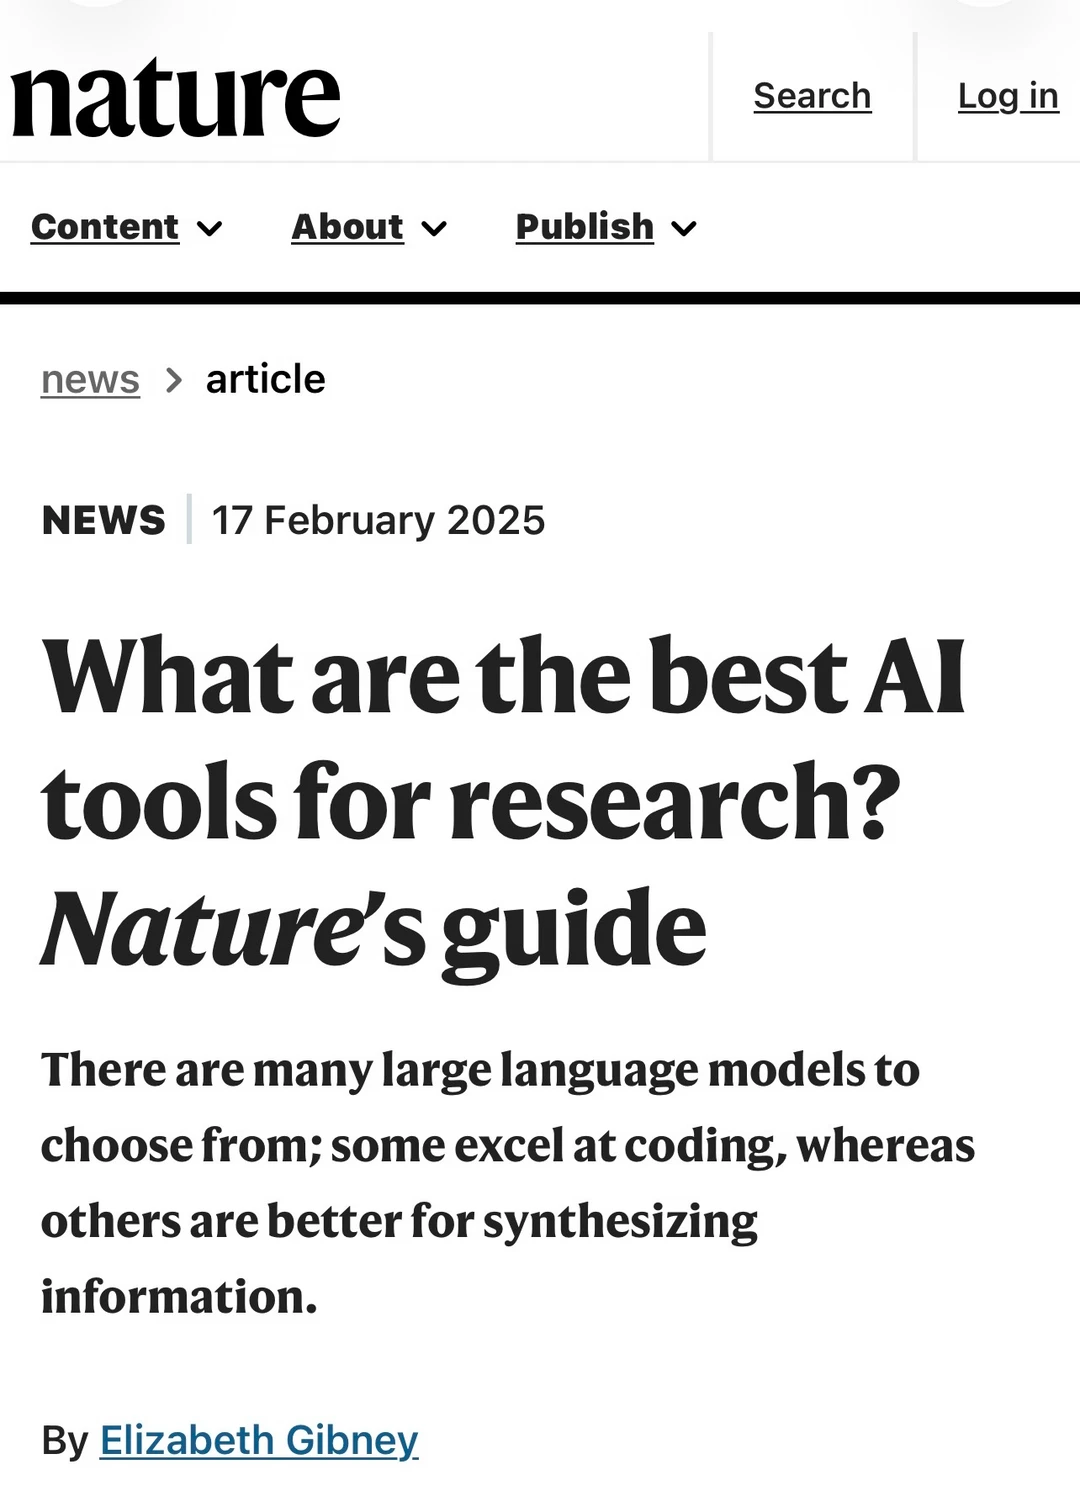 nature
Search
Log in
Content
About
Publish
news > article
NEWS | 17 February 2025
What are the best AI
tools for research?
Nature’s guide
There are many large language models to
choose from; some excel at coding, whereas
others are better for synthesizing
information.
By Elizabeth Gibney